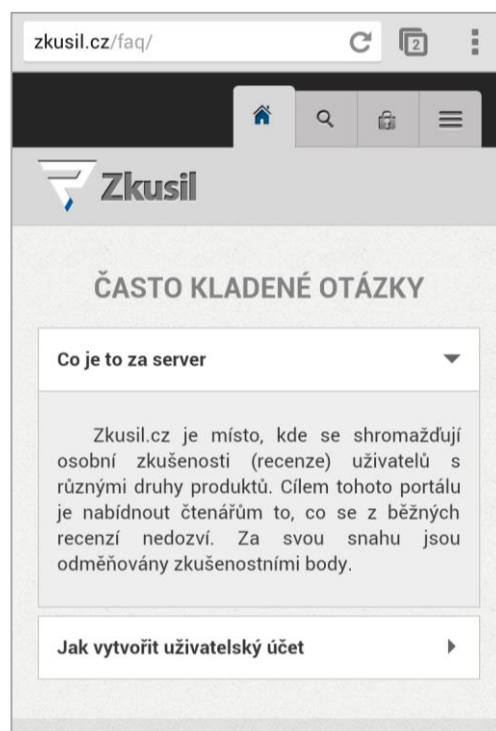 zkusil.cz/faq/
2
Zkusil
ČASTO KLADENÉ OTÁZKY
Co je to za server
Zkusil.cz je místo, kde se shromažďují
osobní zkušenosti (recenze) uživatelů s
různými druhy produktů. Cílem tohoto portálu
je nabídnout čtenářům to, co se z běžných
recenzí nedozví. Za svou snahu jsou
odměňovány zkušenostními body.
Jak vytvořit uživatelský účet